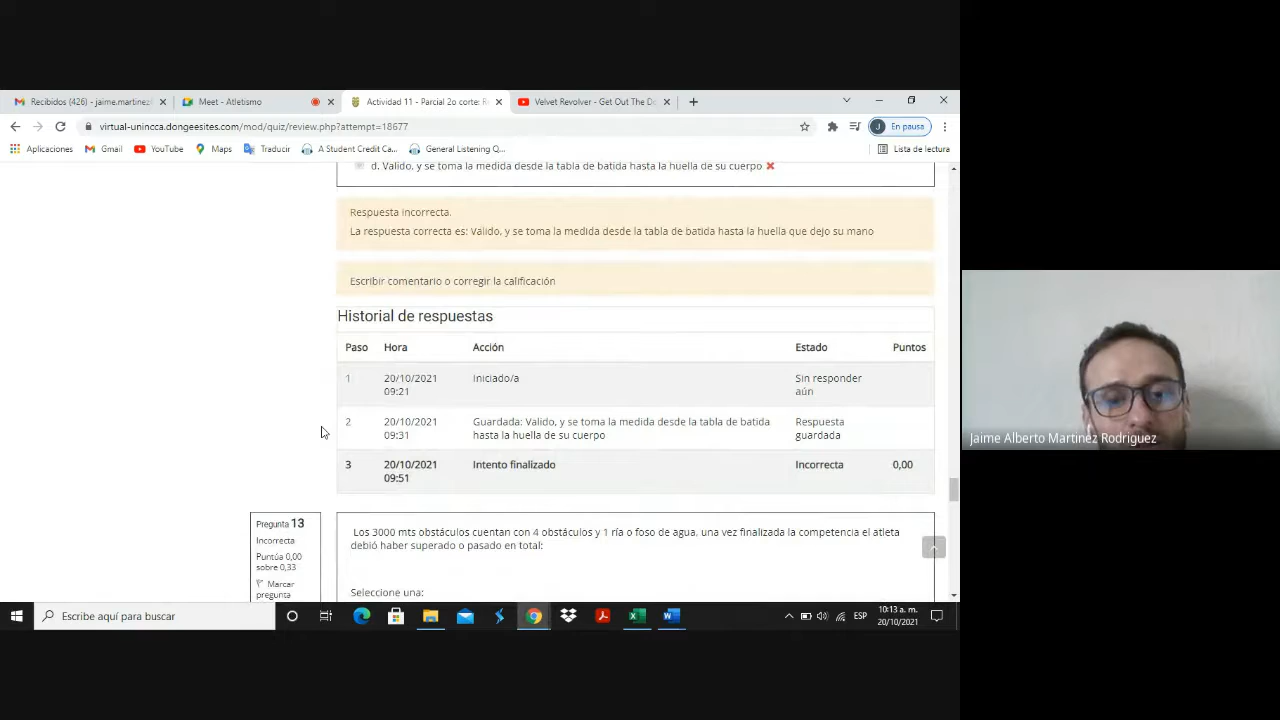 Recibidos (426) - jaime.martinez
Meet - Atletismo
Actividad 11 - Parcial 2o corte: R
Velvet Revolver - Get Out The D
virtual-unincca.dongeesites.com/mod/quiz/review.php?attempt=18677
J En pausa
Aplicaciones
Gmail
YouTube
Maps
Traducir
A Student Credit Ca...
General Listening Q...
Lista de lectura
d. Valido, y se toma la medida desde la tabla de batida hasta la huella de su cuerpo
Respuesta incorrecta.
La respuesta correcta es: Valido, y se toma la medida desde la tabla de batida hasta la huella que dejo su mano
Escribir comentario o corregir la calificación
Historial de respuestas
Paso Hora Acción Estado Puntos
1 20/10/2021 Iniciado/a Sin responder
09:21 aún
2 20/10/2021 Guardada: Valido, y se toma la medida desde la tabla de batida Respuesta
09:31 hasta la huella de su cuerpo guardada
3 20/10/2021 Intento finalizado Incorrecta 0,00
09:51
Pregunta 13
Incorrecta
Puntúa 0,00
sobre 0,33
Marcar
pregunta
Los 3000 mts obstáculos cuentan con 4 obstáculos y 1 ría o foso de agua, una vez finalizada la competencia el atleta
debió haber superado o pasado en total:
Seleccione una:
Jaime Alberto Martinez Rodriguez
Escribe aquí para buscar
ESP
10:13 a. m.
20/10/2021